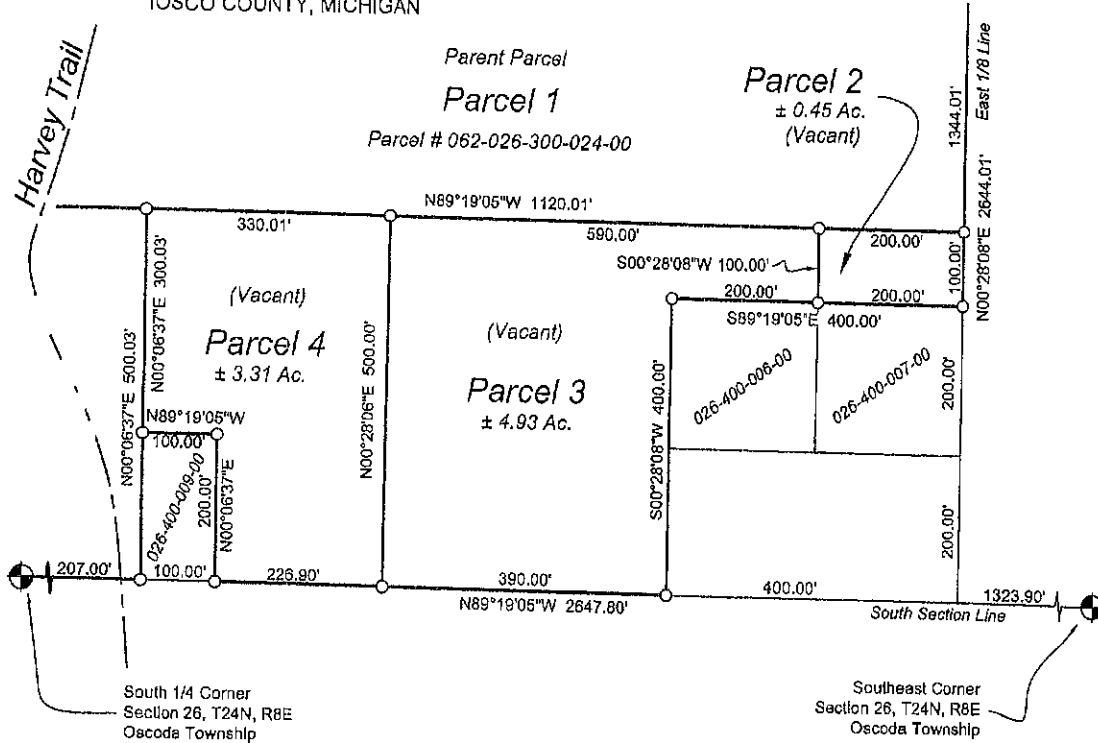 IOSCO COUNTY, MICHIGAN
Harvey Trail
Parent Parcel
Parcel 1
Parcel # 062-026-300-024-00
Parcel 2
± 0.45 Ac.
(Vacant)
East 1/8 Line
1344.01'
N00°28'08"E 2644.01'
N89°19'05"W 1120.01'
330.01'
590.00'
200.00'
S00°28'08"W 100.00'
100.00'
200.00'
200.00'
S89°19'05"E 400.00'
N00°06'37"E 500.03'
N00°06'37"E 300.03'
(Vacant)
Parcel 4
± 3.31 Ac.
N00°28'06"E 500.00'
(Vacant)
Parcel 3
± 4.93 Ac.
S00°28'08"W 400.00'
026-400-006-00
026-400-007-00
200.00'
N89°19'05"W
100.00'
026-400-009-00
200.00'
N00°06'37"E
200.00'
207.00'
100.00'
226.90'
390.00'
400.00'
1323.90'
N89°19'05"W 2647.80'
South Section Line
South 1/4 Corner
Section 26, T24N, R8E
Oscoda Township
Southeast Corner
Section 26, T24N, R8E
Oscoda Township